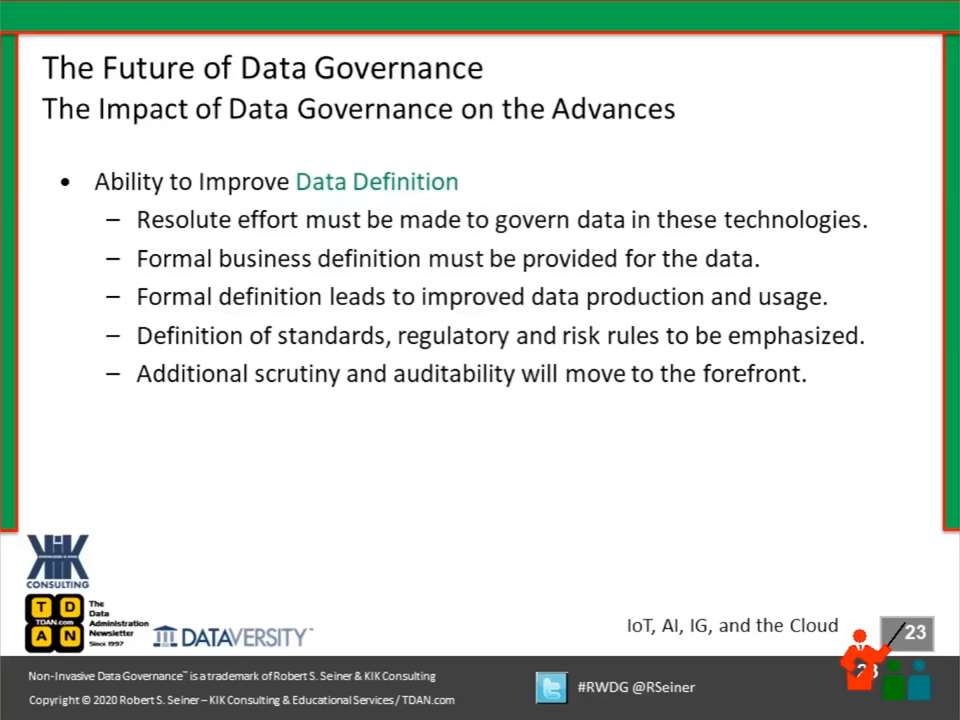 The Future of Data Governance
The Impact of Data Governance on the Advances
• Ability to Improve Data Definition
– Resolute effort must be made to govern data in these technologies.
– Formal business definition must be provided for the data.
– Formal definition leads to improved data production and usage.
– Definition of standards, regulatory and risk rules to be emphasized.
– Additional scrutiny and auditability will move to the forefront.
KIK
CONSULTING
T D
TDAN.com
A N
The
Data
Administration
Newsletter
Since 1997
DATAVERSITY™
IoT, AI, IG, and the Cloud
23
23
Non-Invasive Data Governance™ is a trademark of Robert S. Seiner & KIK Consulting
Copyright © 2020 Robert S. Seiner – KIK Consulting & Educational Services / TDAN.com
#RWDG @RSeiner